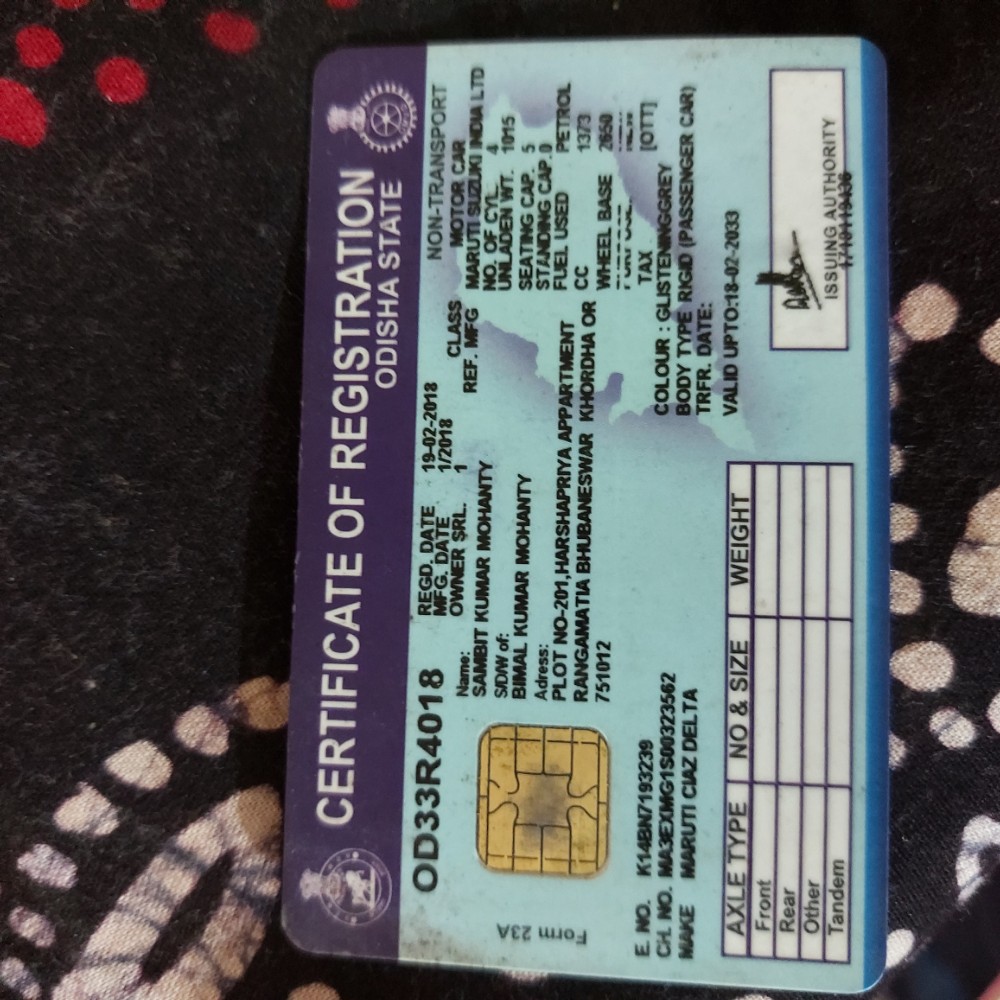 CERTIFICATE OF REGISTRATION
ODISHA STATE
OD33R4018
REGD. DATE 19-02-2018
MFG. DATE 1/2018
OWNER SRL. 1
Name:
SAMBIT KUMAR MOHANTY
S/D/W of:
BIMAL KUMAR MOHANTY
Adress:
PLOT NO-201,HARSHAPRIYA APPARTMENT
RANGAMATIA BHUBANESWAR KHORDHA OR
751012
NON-TRANSPORT
CLASS MOTOR CAR
REF. MFG MARUTI SUZUKI INDIA LTD
NO. OF CYL. 4
UNLADEN WT. 1015
SEATING CAP. 5
STANDING CAP. 0
FUEL USED PETROL
CC 1373
WHEEL BASE 2650
TAX [OTT]
COLOUR : GLISTENINGGREY
BODY TYPE RIGID (PASSENGER CAR)
TRFR. DATE:
VALID UPTO:18-02-2033
Form 23A
E. NO. K14BN7193239
CH. NO. MA3EXMG1S00323562
MAKE MARUTI CIAZ DELTA
AXLE TYPE NO & SIZE WEIGHT
Front
Rear
Other
Tandem
ISSUING AUTHORITY